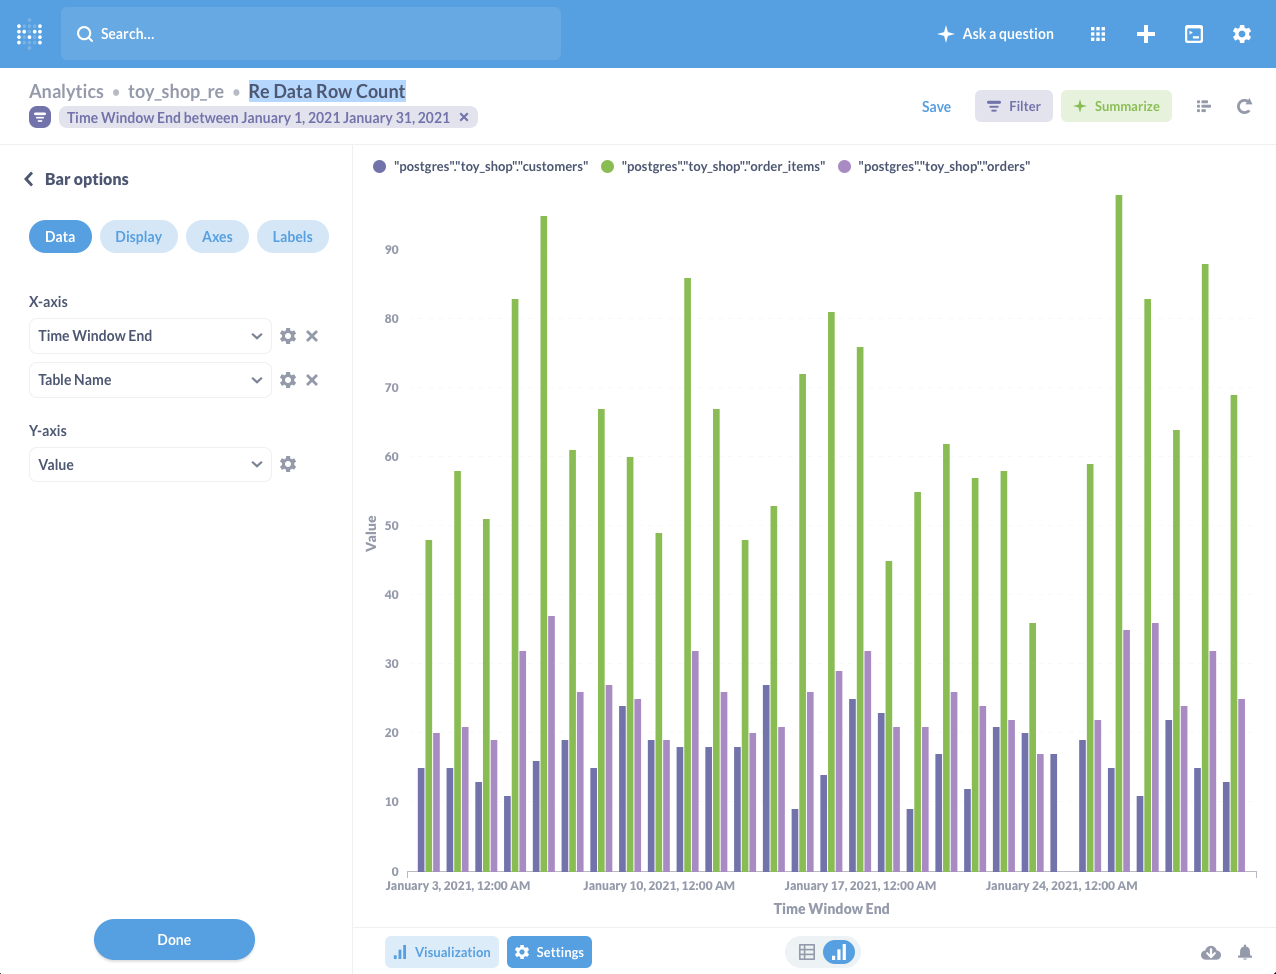 Search...
Ask a question
Analytics • toy_shop_re • Re Data Row Count
Time Window End between January 1, 2021 January 31, 2021 ×
Save
Filter
Summarize
Bar options
Data
Display
Axes
Labels
X-axis
Time Window End
Table Name
Y-axis
Value
Done
"postgres"."toy_shop"."customers"
"postgres"."toy_shop"."order_items"
"postgres"."toy_shop"."orders"
90
80
70
60
50
40
30
20
10
0
Value
January 3, 2021, 12:00 AM
January 10, 2021, 12:00 AM
January 17, 2021, 12:00 AM
January 24, 2021, 12:00 AM
Time Window End
Visualization
Settings